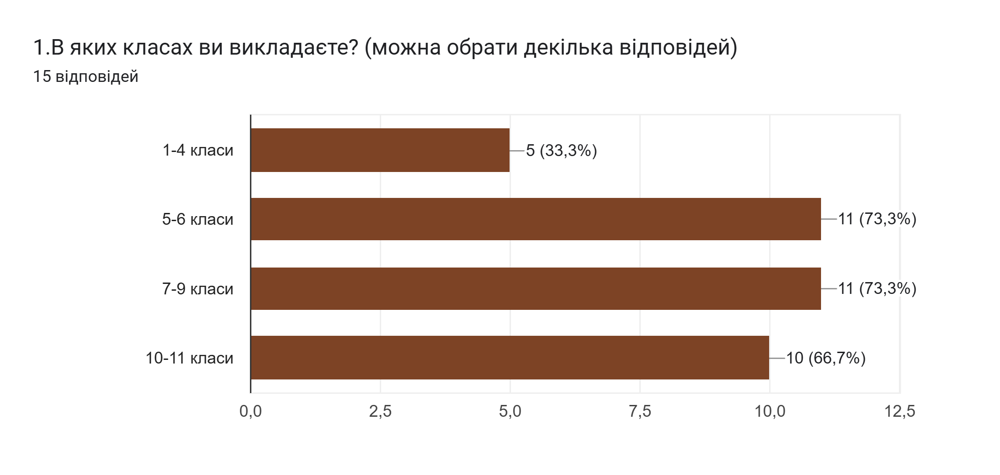 1.В яких класах ви викладаєте? (можна обрати декілька відповідей)
15 відповідей
1-4 класи
5 (33,3%)
5-6 класи
11 (73,3%)
7-9 класи
11 (73,3%)
10-11 класи
10 (66,7%)
0,0 2,5 5,0 7,5 10,0 12,5